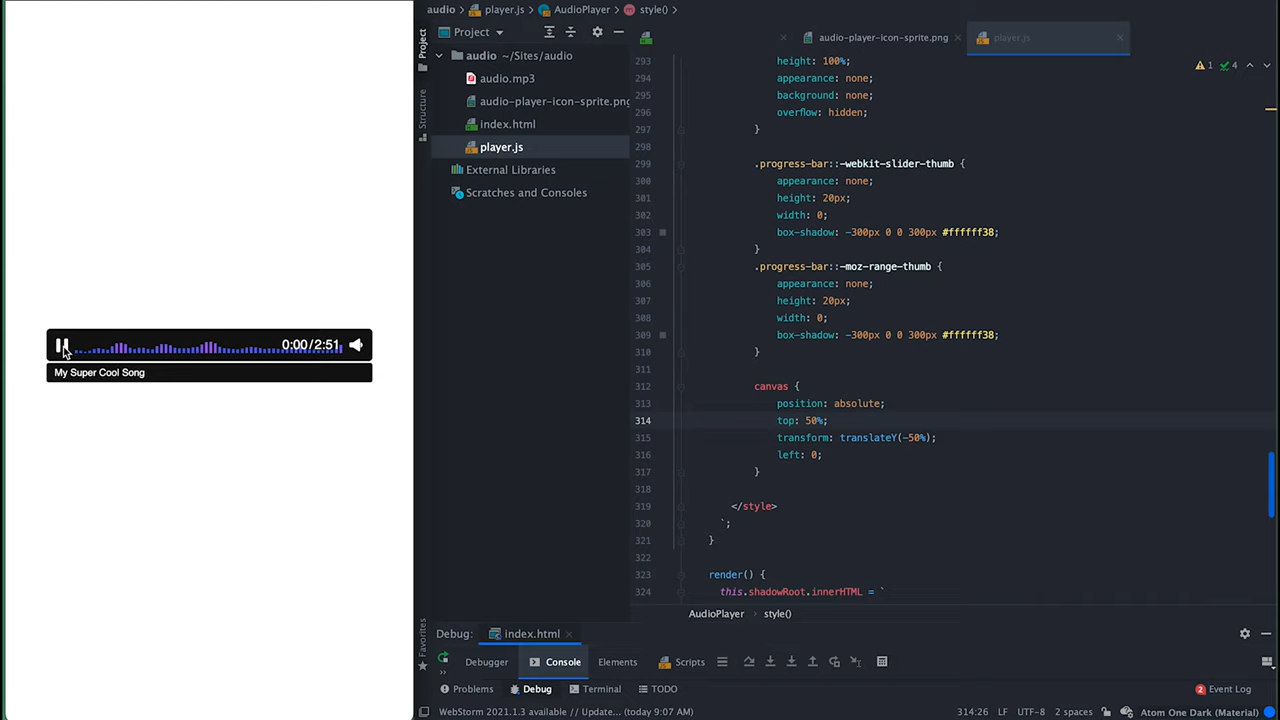 audio > player.js > AudioPlayer > style() >
Project
Project
audio ~/Sites/audio
audio.mp3
audio-player-icon-sprite.png
index.html
player.js
External Libraries
Scratches and Consoles
Structure
Favorites
audio-player-icon-sprite.png
player.js
1 4
293 height: 100%;
294 appearance: none;
295 background: none;
296 overflow: hidden;
297 }
298
299 .progress-bar::-webkit-slider-thumb {
300 appearance: none;
301 height: 20px;
302 width: 0;
303 box-shadow: -300px 0 0 300px #ffffff38;
304 }
305 .progress-bar::-moz-range-thumb {
306 appearance: none;
307 height: 20px;
308 width: 0;
309 box-shadow: -300px 0 0 300px #ffffff38;
310 }
311
312 canvas {
313 position: absolute;
314 top: 50%;
315 transform: translateY(-50%);
316 left: 0;
317 }
318
319 </style>
320 `;
321 }
322
323 render() {
324 this.shadowRoot.innerHTML = `
AudioPlayer > style()
0:00/2:51
My Super Cool Song
Debug: index.html
Debugger Console Elements Scripts
Problems Debug Terminal TODO 2 Event Log
WebStorm 2021.1.3 available // Update... (today 9:07 AM) 314:26 LF UTF-8 2 spaces Atom One Dark (Material)